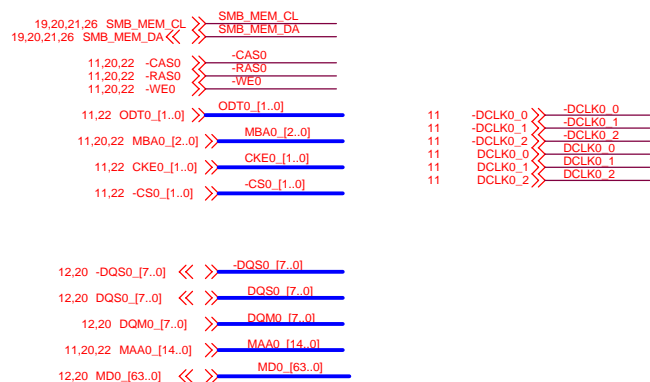 19,20,21,26 SMB_MEM_CL SMB_MEM_CL
19,20,21,26 SMB_MEM_DA SMB_MEM_DA
11,20,22 -CAS0 -CAS0
11,20,22 -RAS0 -RAS0
11,20,22 -WE0 -WE0
11,22 ODT0_[1..0] ODT0_[1..0]
11,20,22 MBA0_[2..0] MBA0_[2..0]
11,22 CKE0_[1..0] CKE0_[1..0]
11,22 -CS0_[1..0] -CS0_[1..0]
11 -DCLK0_0 -DCLK0_0
11 -DCLK0_1 -DCLK0_1
11 -DCLK0_2 -DCLK0_2
11 DCLK0_0 DCLK0_0
11 DCLK0_1 DCLK0_1
11 DCLK0_2 DCLK0_2
12,20 -DQS0_[7..0] -DQS0_[7..0]
12,20 DQS0_[7..0] DQS0_[7..0]
12,20 DQM0_[7..0] DQM0_[7..0]
11,20,22 MAA0_[14..0] MAA0_[14..0]
12,20 MD0_[63..0] MD0_[63..0]